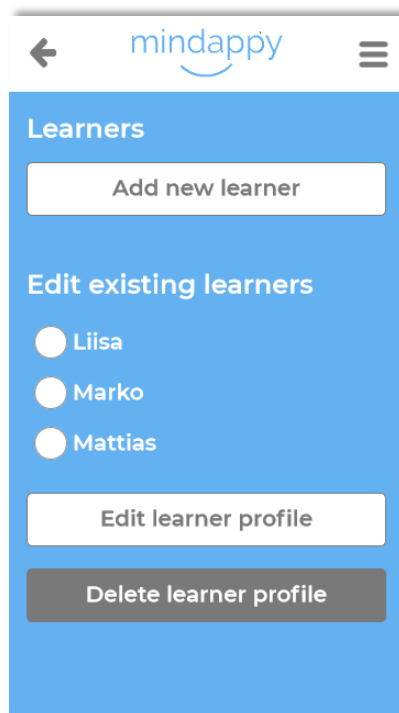 mindappy
Learners
Add new learner
Edit existing learners
Liisa
Marko
Mattias
Edit learner profile
Delete learner profile